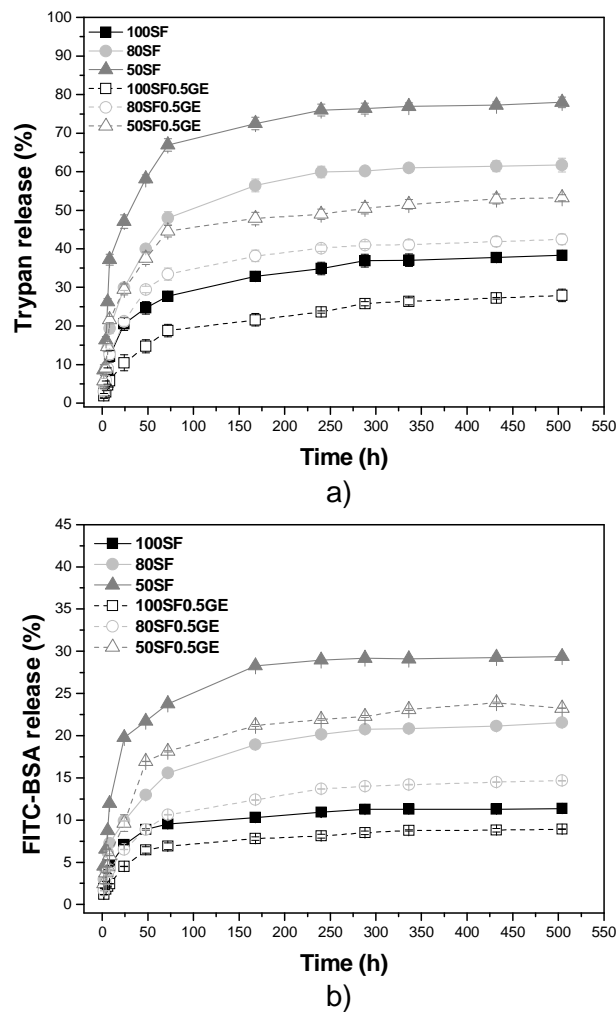 100
90
80
70
60
50
40
30
20
10
0
Trypan release (%)
100SF
80SF
50SF
100SF0.5GE
80SF0.5GE
50SF0.5GE
0 50 100 150 200 250 300 350 400 450 500 550
Time (h)
a)
45
40
35
30
25
20
15
10
5
0
FITC-BSA release (%)
100SF
80SF
50SF
100SF0.5GE
80SF0.5GE
50SF0.5GE
0 50 100 150 200 250 300 350 400 450 500 550
Time (h)
b)